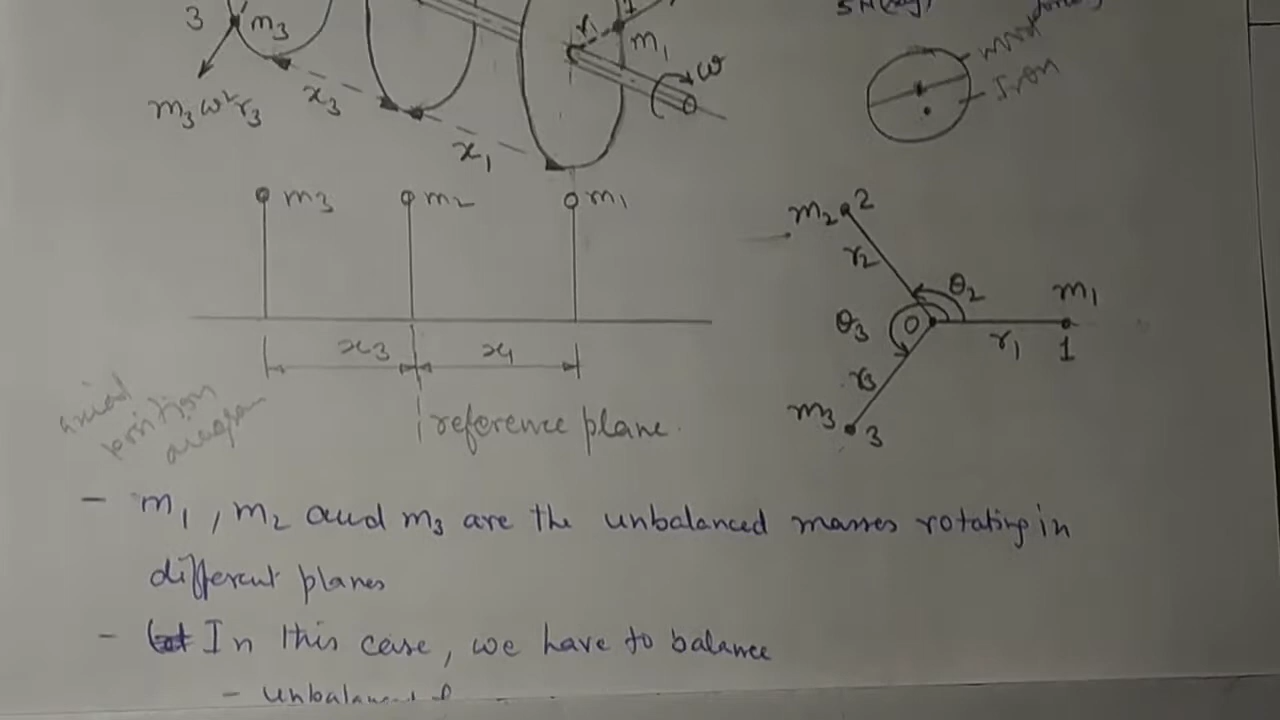 3
m3
r1
m1
ω
m3ω²r3
x3
x1
Iron
m3
m2
m1
x3
x1
reference plane
axial
position
m2
2
r2
θ2
m1
θ3
O
r1
1
r3
m3
3
- m1, m2 and m3 are the unbalanced masses rotating in
different planes
- In this case, we have to balance